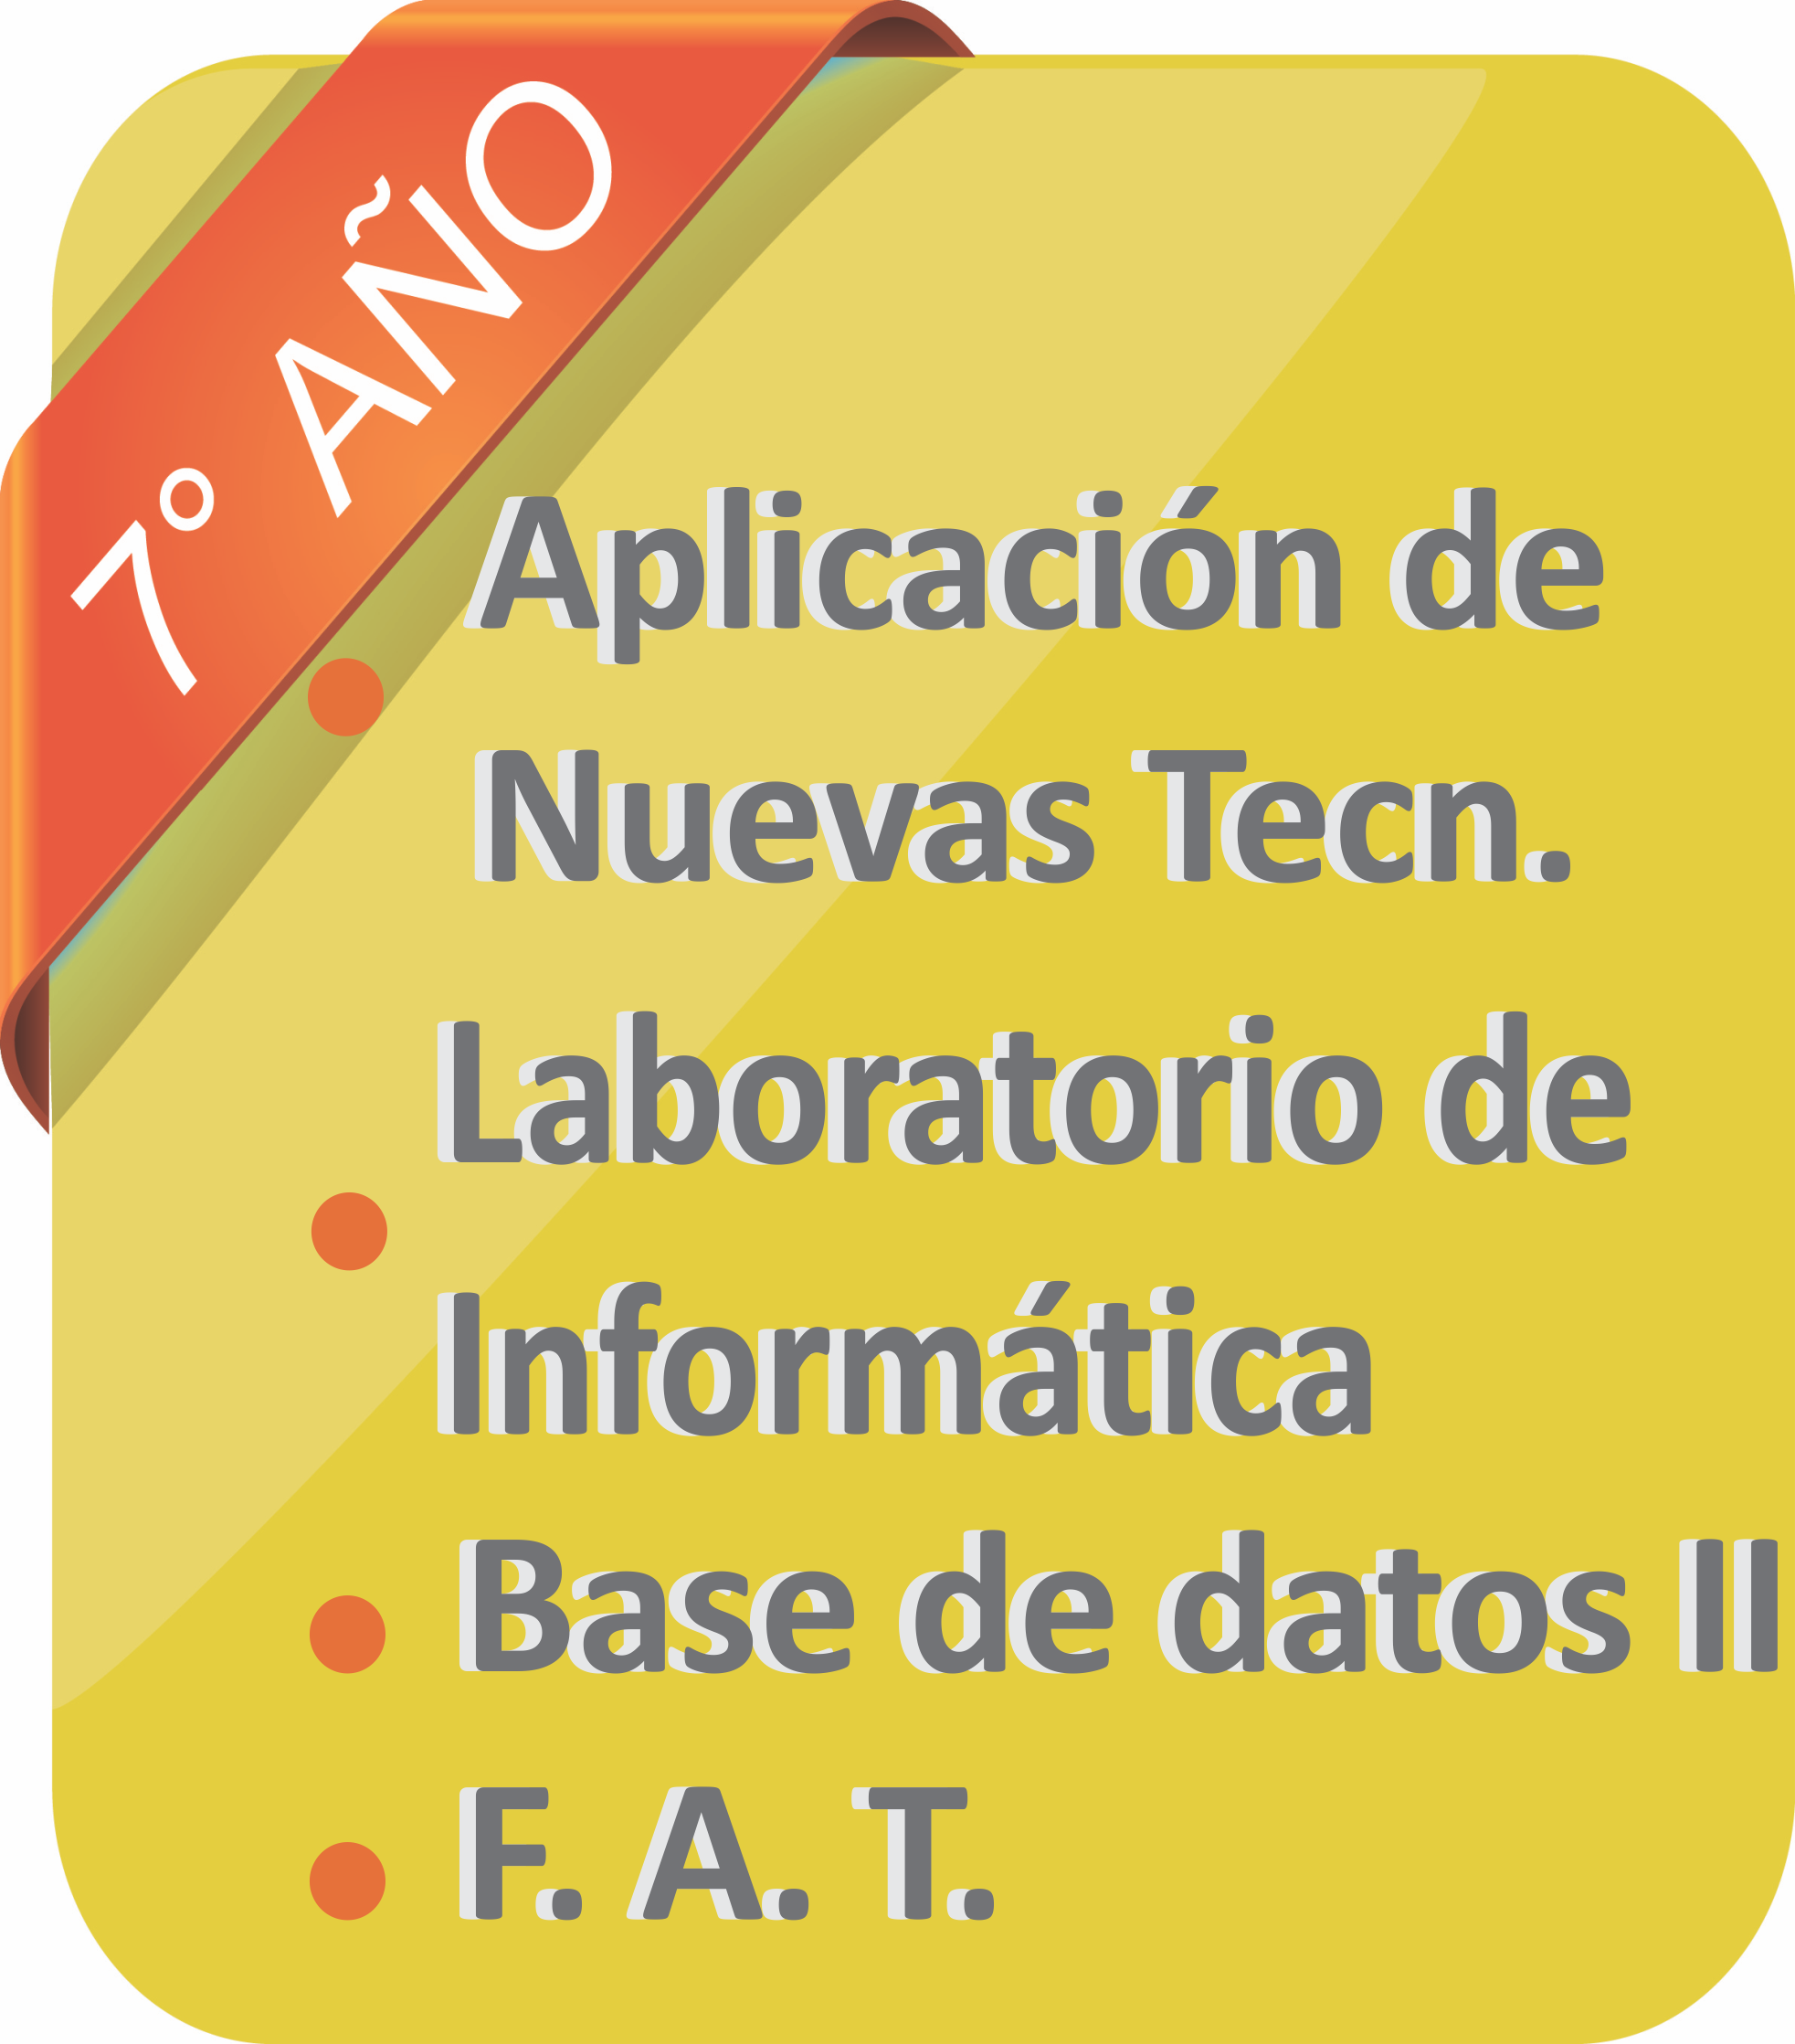 7° AÑO
Aplicación de
Nuevas Tecn.
Laboratorio de
Informática
Base de datos II
F. A. T.